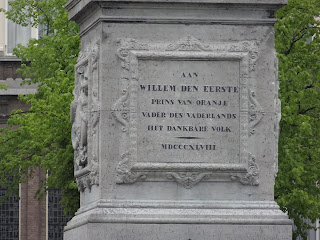 AAN
WILLEM DEN EERSTE
PRINS VAN ORANJE
VADER DES VADERLANDS
HET DANKBARE VOLK
MDCCCXLVIII